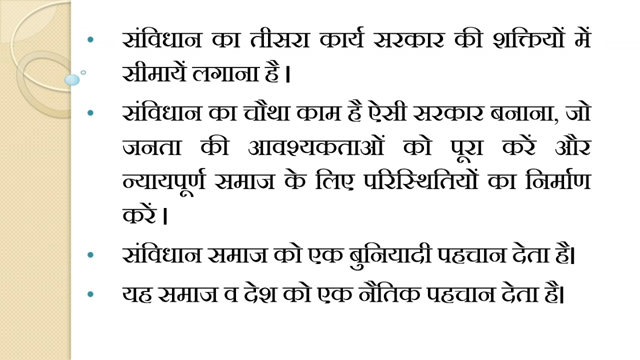 • संविधान का तीसरा कार्य सरकार की शक्तियों में
सीमायें लगाना है।
• संविधान का चौथा काम है ऐसी सरकार बनाना, जो
जनता की आवश्यकताओं को पूरा करें और
न्यायपूर्ण समाज के लिए परिस्थितियों का निर्माण
करें।
• संविधान समाज को एक बुनियादी पहचान देता है।
• यह समाज व देश को एक नैतिक पहचान देता है।